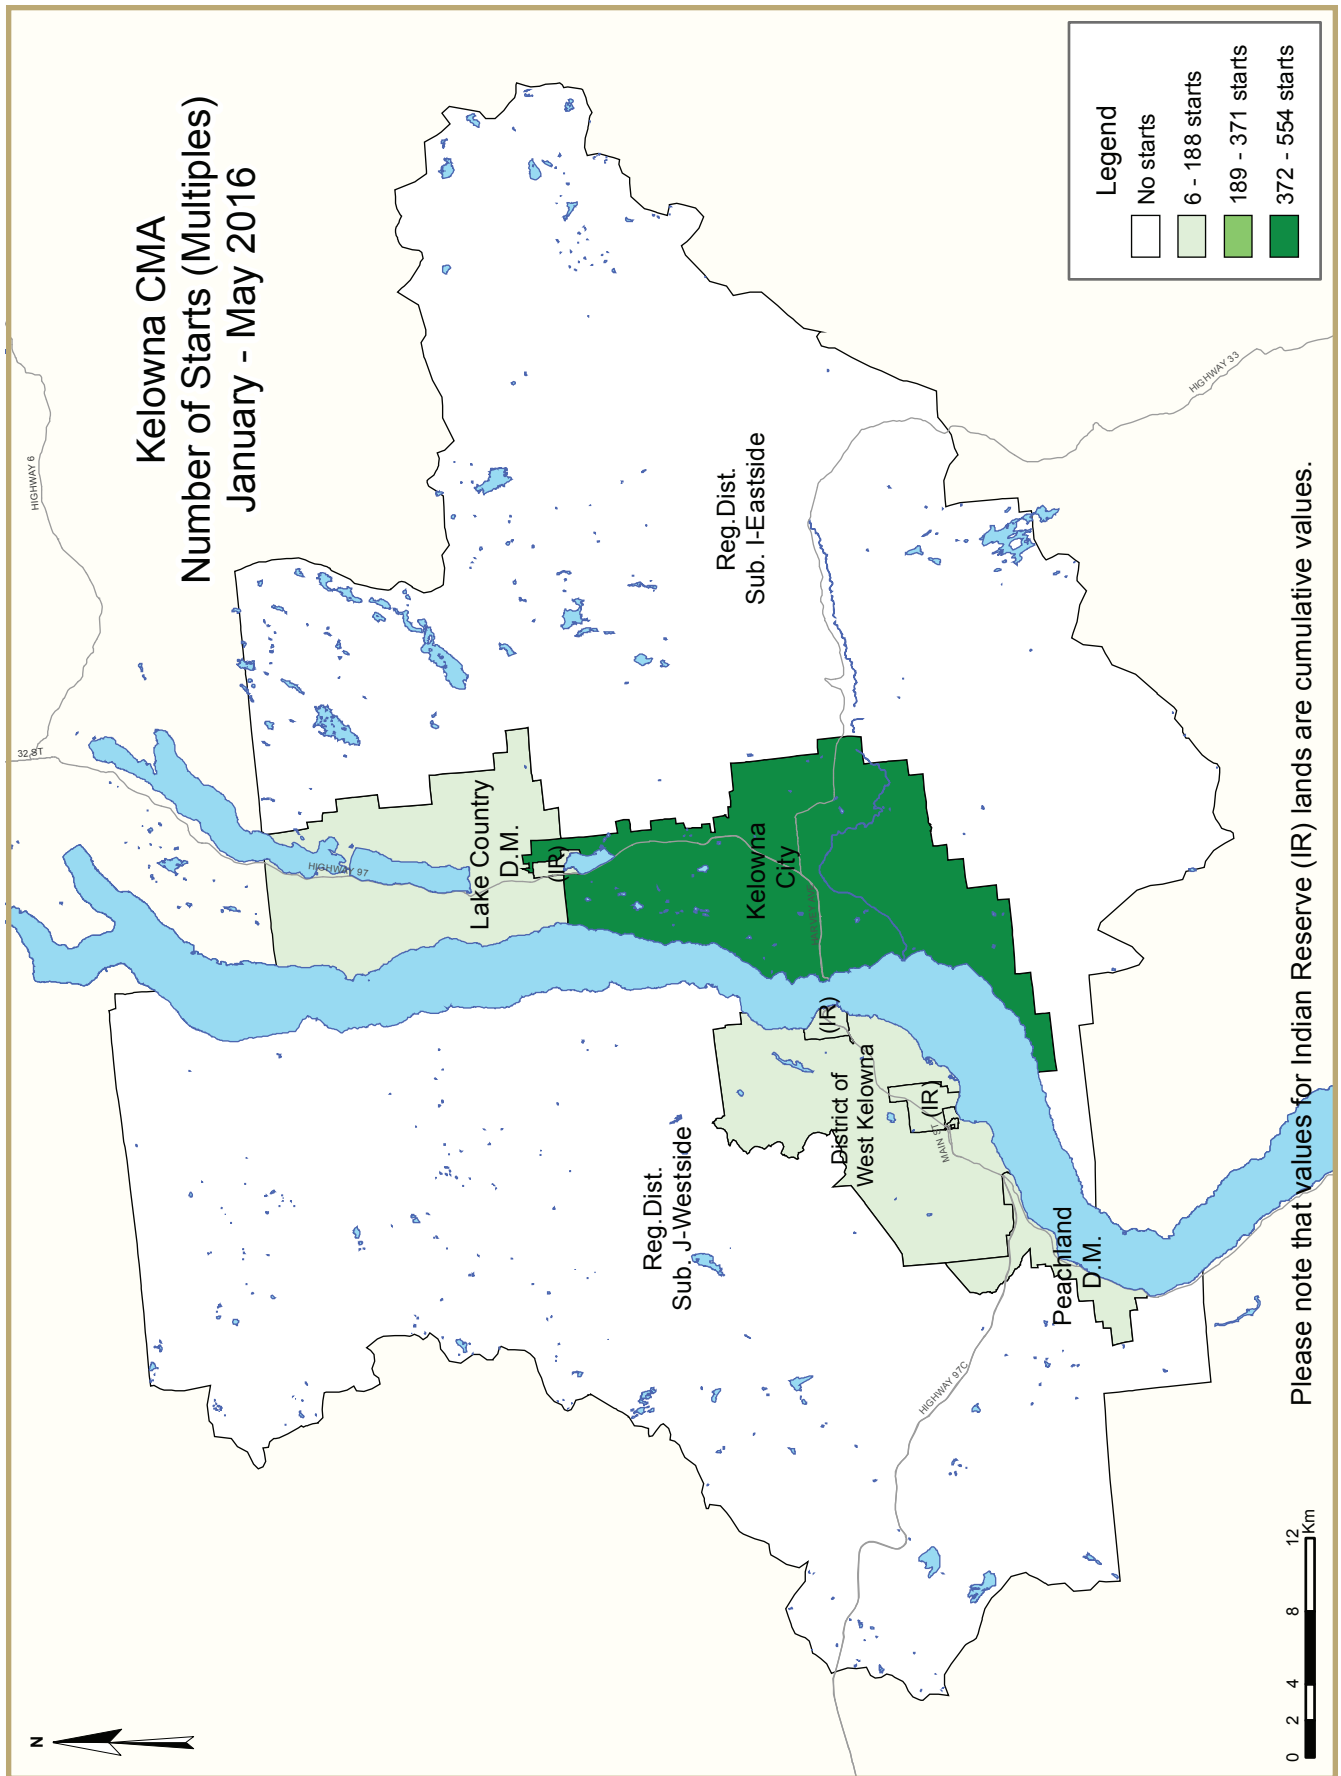 Kelowna CMA
Number of Starts (Multiples)
January - May 2016
Legend
No starts
6 - 188 starts
189 - 371 starts
372 - 554 starts
HIGHWAY 6
32 ST
HIGHWAY 97
Lake Country
D.M.
(IR)
Reg.Dist.
Sub. I-Eastside
HIGHWAY 33
Kelowna
City
(IR)
District of
West Kelowna
(IR)
MAIN ST
Reg.Dist.
Sub. J-Westside
Peachland
D.M.
HIGHWAY 97C
N
0 2 4 8 12
Km
Please note that values for Indian Reserve (IR) lands are cumulative values.